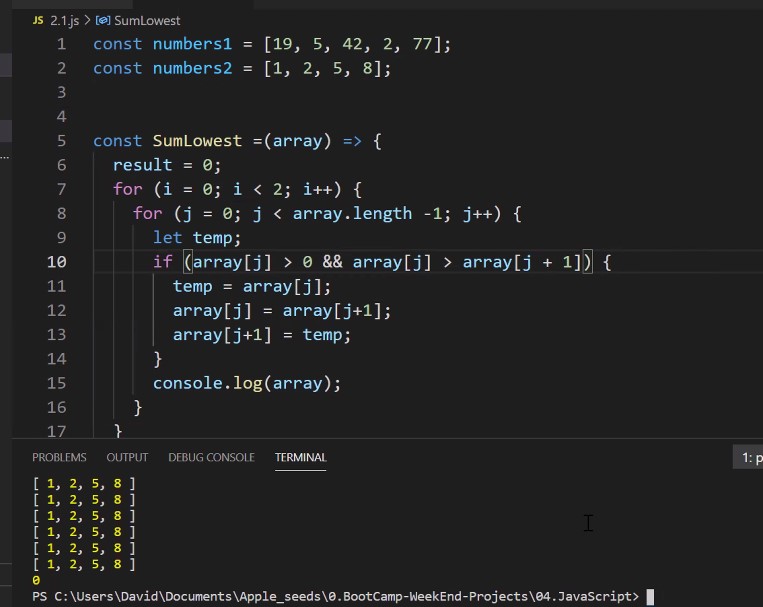 JS 2.1.js > SumLowest
1 const numbers1 = [19, 5, 42, 2, 77];
2 const numbers2 = [1, 2, 5, 8];
3
4
5 const SumLowest =(array) => {
6 result = 0;
7 for (i = 0; i < 2; i++) {
8 for (j = 0; j < array.length -1; j++) {
9 let temp;
10 if (array[j] > 0 && array[j] > array[j + 1]) {
11 temp = array[j];
12 array[j] = array[j+1];
13 array[j+1] = temp;
14 }
15 console.log(array);
16 }
17 }
PROBLEMS OUTPUT DEBUG CONSOLE TERMINAL 1: p
[ 1, 2, 5, 8 ]
[ 1, 2, 5, 8 ]
[ 1, 2, 5, 8 ]
[ 1, 2, 5, 8 ]
[ 1, 2, 5, 8 ]
[ 1, 2, 5, 8 ]
0
PS C:\Users\David\Documents\Apple_seeds\0.BootCamp-WeekEnd-Projects\04.JavaScript>